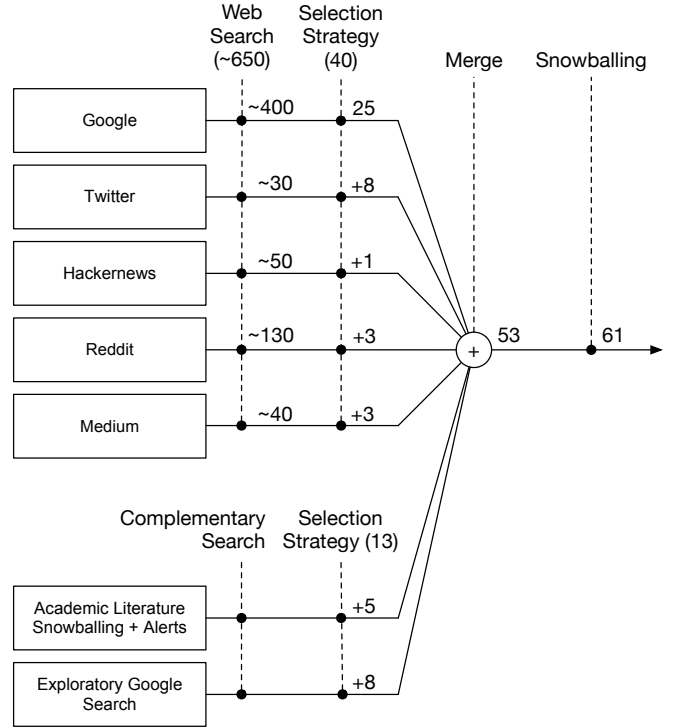 Web
Search
(~650)
Selection
Strategy
(40)
Merge
Snowballing
Google
~400
25
Twitter
~30
+8
Hackernews
~50
+1
Reddit
~130
+3
+
53
61
Medium
~40
+3
Complementary
Search
Selection
Strategy (13)
Academic Literature
Snowballing + Alerts
+5
Exploratory Google
Search
+8